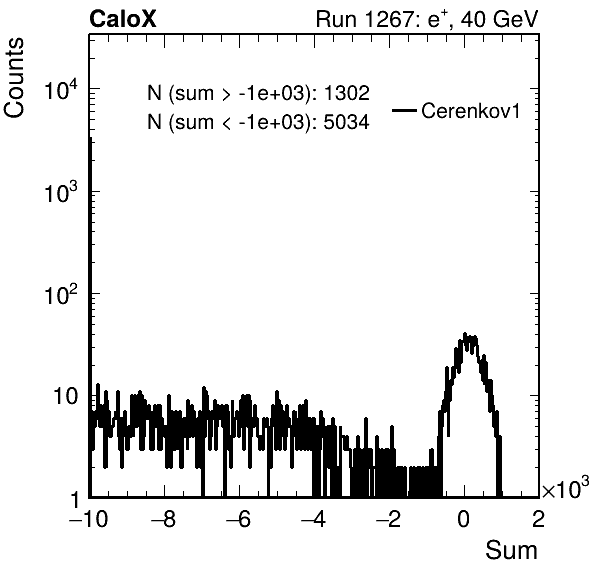 CaloX Run 1267: e⁺, 40 GeV
Counts
N (sum > -1e+03): 1302
N (sum < -1e+03): 5034
Cerenkov1
10⁴
10³
10²
10
1
−10 −8 −6 −4 −2 0 2
×10³
Sum